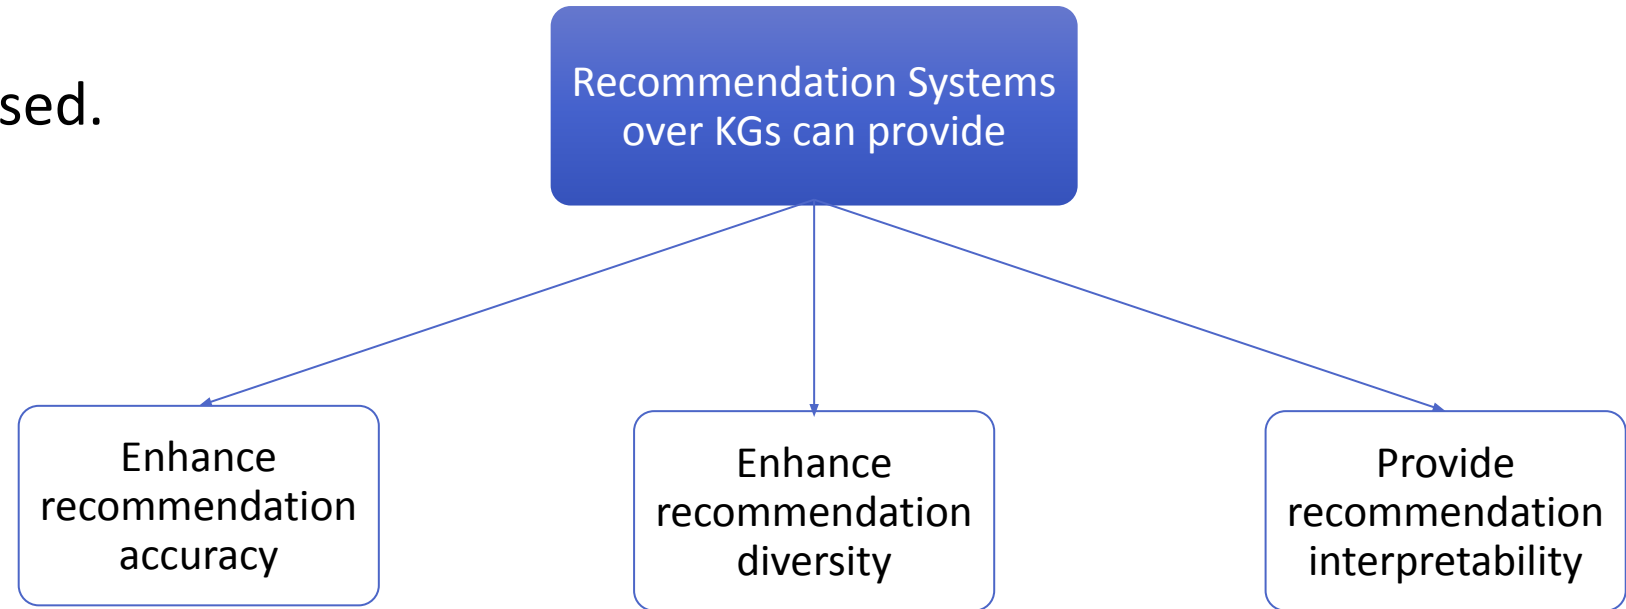 sed.
Recommendation Systems
over KGs can provide
Enhance
recommendation
accuracy
Enhance
recommendation
diversity
Provide
recommendation
interpretability